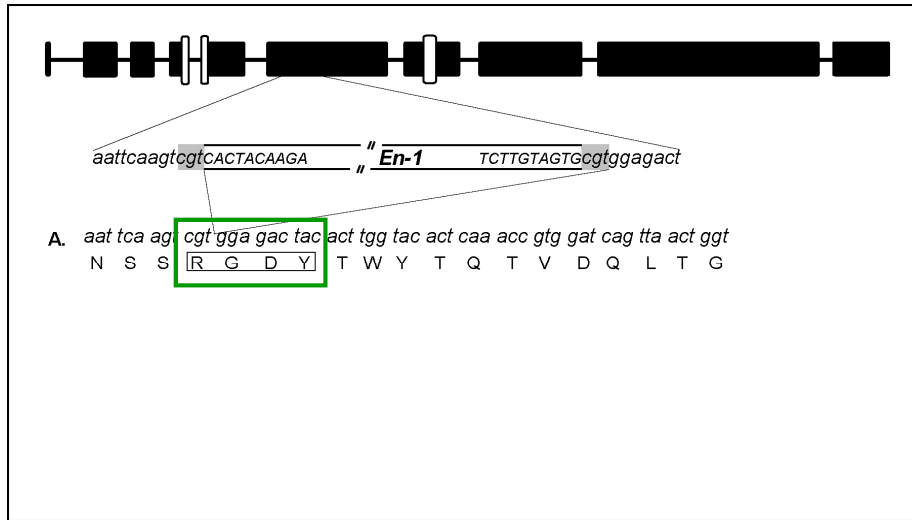 aattcaagtcgtCACTACAAGA // En-1 TCTTGTAGTGcgtggagact
//
A. aat tca agt cgt gga gac tac act tgg tac act caa acc gtg gat cag tta act ggt
N S S R G D Y T W Y T Q T V D Q L T G